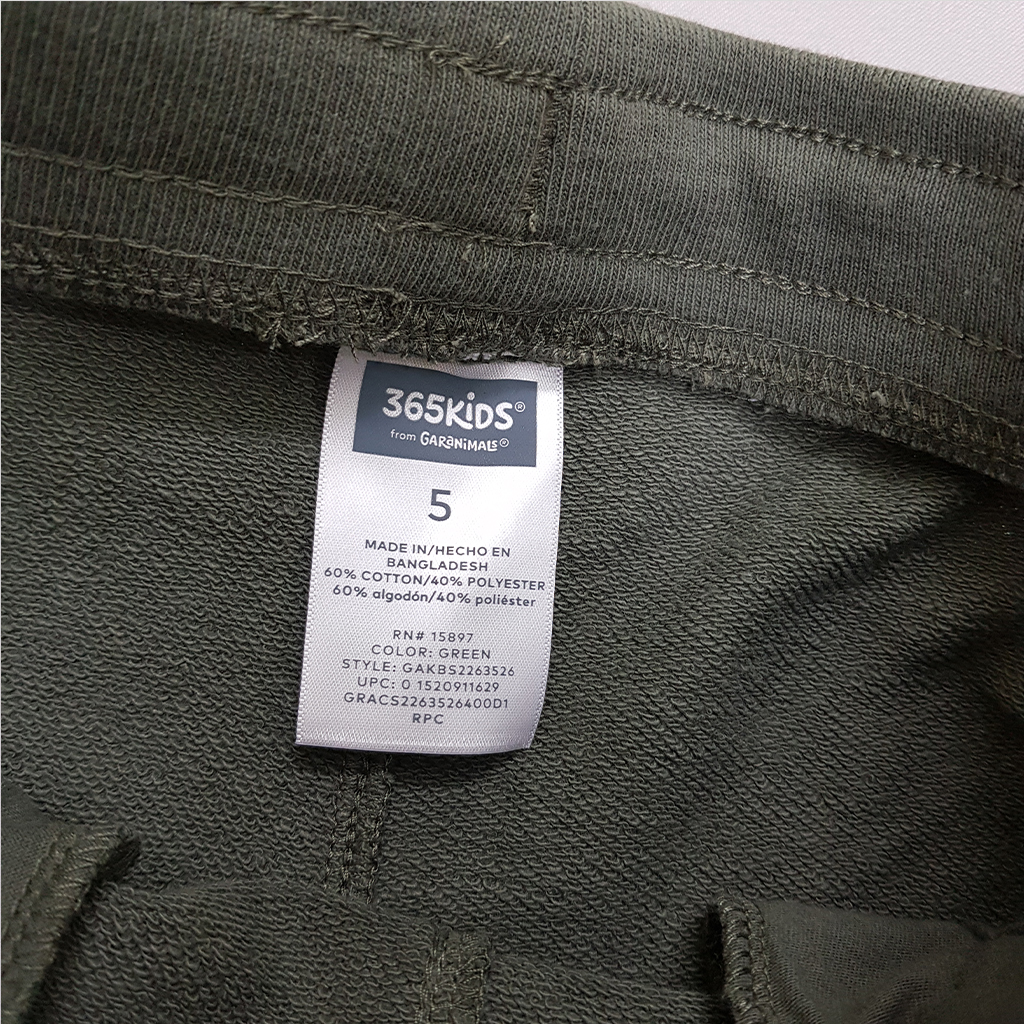 365KiDS®
from GARaNiMALS®
5
MADE IN/HECHO EN
BANGLADESH
60% COTTON/40% POLYESTER
60% algodón/40% poliéster
RN# 15897
COLOR: GREEN
STYLE: GAKBS2263526
UPC: 0 1520911629
GRACS2263526400D1
RPC